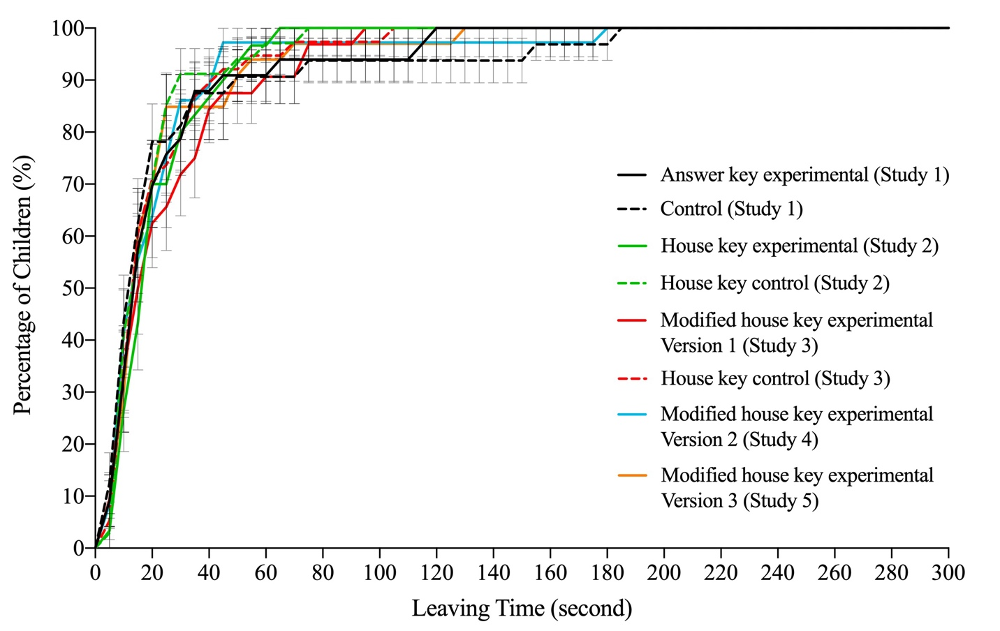 100
90
80
70
60
50
40
30
20
10
0
Percentage of Children (%)
Answer key experimental (Study 1)
Control (Study 1)
House key experimental (Study 2)
House key control (Study 2)
Modified house key experimental
Version 1 (Study 3)
House key control (Study 3)
Modified house key experimental
Version 2 (Study 4)
Modified house key experimental
Version 3 (Study 5)
0 20 40 60 80 100 120 140 160 180 200 220 240 260 280 300
Leaving Time (second)